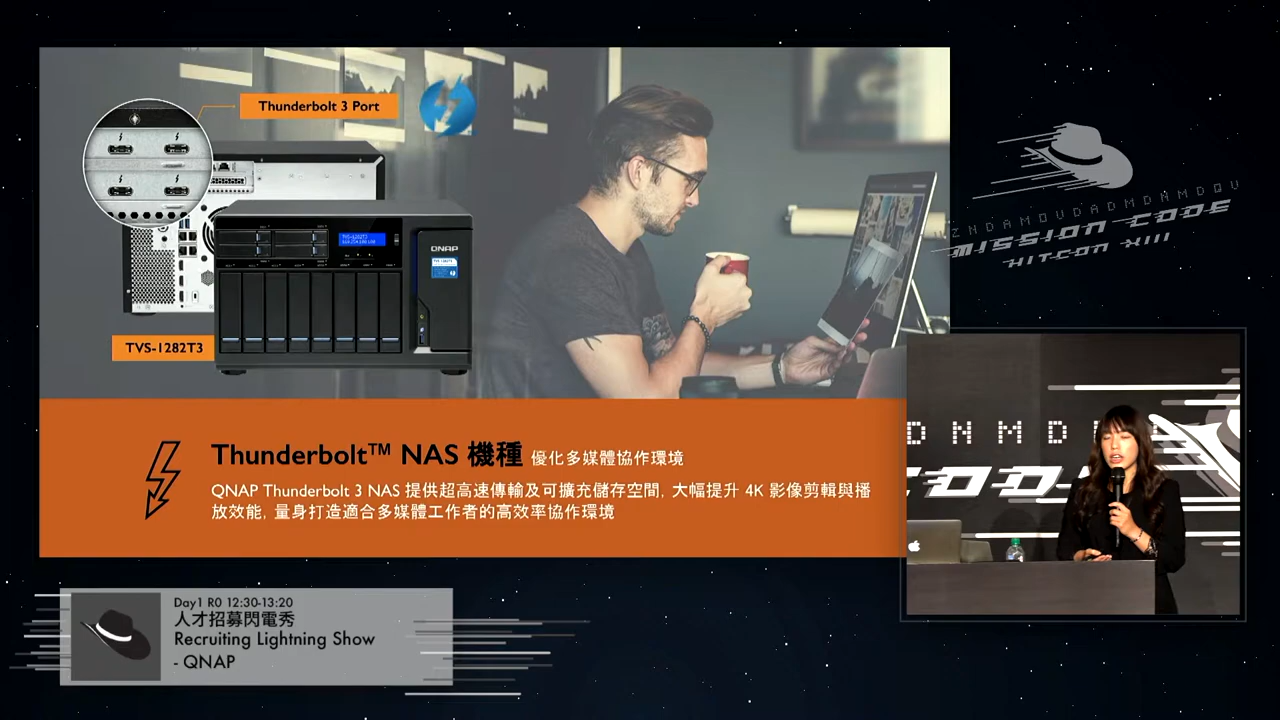 Thunderbolt 3 Port
QNAP
TVS-1282T3
Thunderbolt™ NAS 機種 優化多媒體協作環境
QNAP Thunderbolt 3 NAS 提供超高速傳輸及可擴充儲存空間, 大幅提升 4K 影像剪輯與播
放效能, 量身打造適合多媒體工作者的高效率協作環境
ZNDAMOUDADMDNMDQU
MISSION CODE
HITCON XIII
DNMD
CODE
Day1 R0 12:30-13:20
人才招募閃電秀
Recruiting Lightning Show
- QNAP